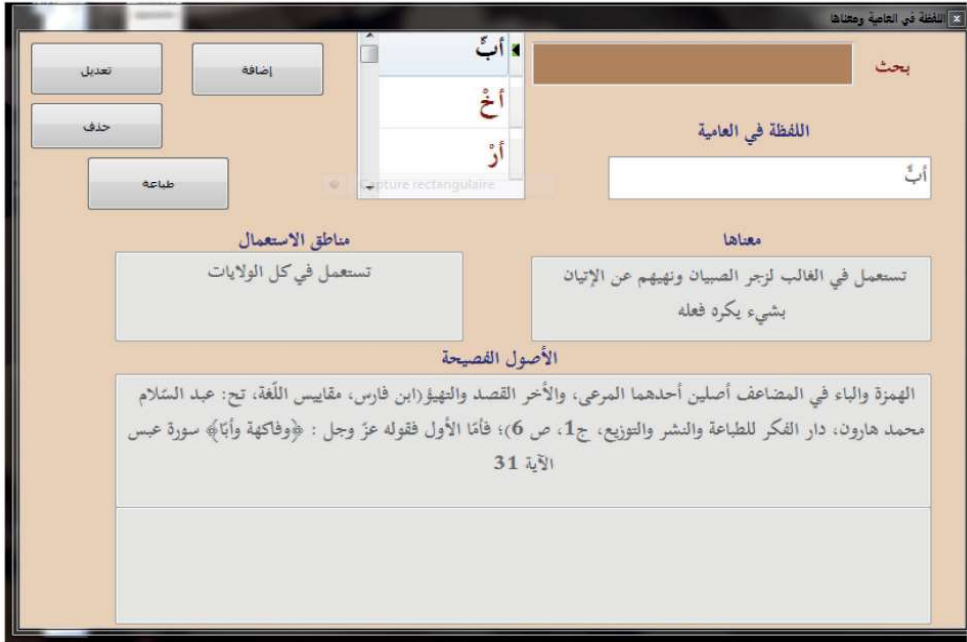 اللفظة في العامية ومعناها
بحث
أبٌّ
أخْ
أرْ
إضافة
تعديل
حذف
طباعة
Capture rectangulaire
اللفظة في العامية
أبٌّ
معناها
تستعمل في الغالب لزجر الصبيان ونهيهم عن الإتيان
بشيء يكره فعله
مناطق الاستعمال
تستعمل في كل الولايات
الأصول الفصيحة
الهمزة والباء في المضاعف أصلين أحدهما المرعى، والأخر القصد والتهيؤ(ابن فارس، مقاييس اللّغة، تح: عبد السّلام
محمد هارون، دار الفكر للطباعة والنشر والتوزيع، ج1، ص 6)؛ فأمّا الأول فقوله عزّ وجل : ﴿وفاكهة وأبّا﴾ سورة عبس
الآية 31